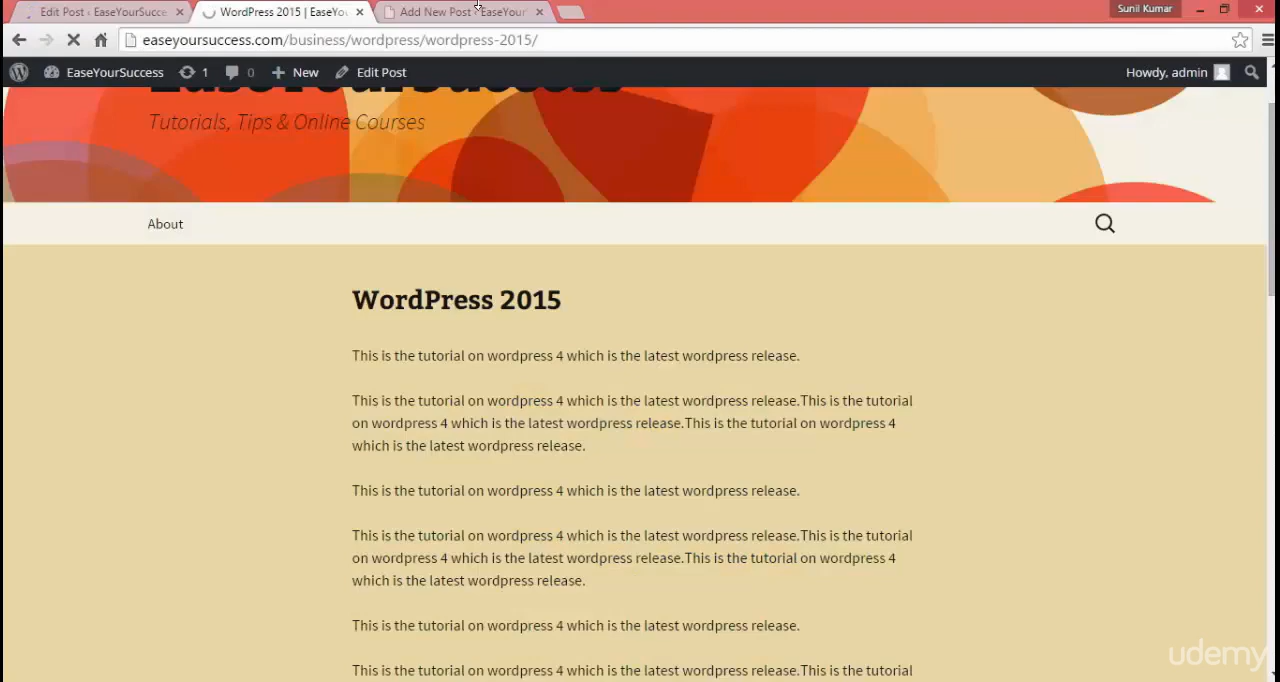 Edit Post ‹ EaseYourSucce
WordPress 2015 | EaseYo
Add New Post ‹ EaseYour
Sunil Kumar
easeyoursuccess.com/business/wordpress/wordpress-2015/
EaseYourSuccess 1 0 New Edit Post
Howdy, admin
EaseYourSuccess
Tutorials, Tips & Online Courses
About
WordPress 2015
This is the tutorial on wordpress 4 which is the latest wordpress release.
This is the tutorial on wordpress 4 which is the latest wordpress release.This is the tutorial
on wordpress 4 which is the latest wordpress release.This is the tutorial on wordpress 4
which is the latest wordpress release.
This is the tutorial on wordpress 4 which is the latest wordpress release.
This is the tutorial on wordpress 4 which is the latest wordpress release.This is the tutorial
on wordpress 4 which is the latest wordpress release.This is the tutorial on wordpress 4
which is the latest wordpress release.
This is the tutorial on wordpress 4 which is the latest wordpress release.
This is the tutorial on wordpress 4 which is the latest wordpress release.This is the tutorial
udemy